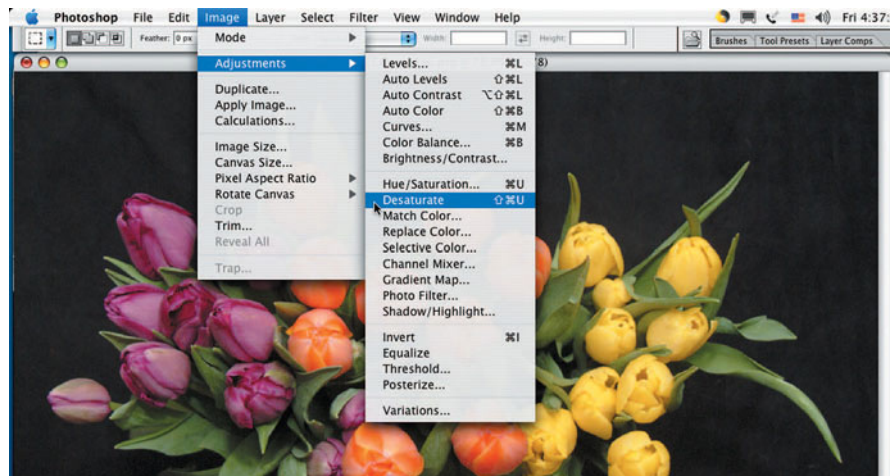 Photoshop File Edit Image Layer Select Filter View Window Help Fri 4:37:
Feather: 0 px Width: Height: Brushes Tool Presets Layer Comps
8)
Mode
Adjustments
Duplicate...
Apply Image...
Calculations...
Image Size...
Canvas Size...
Pixel Aspect Ratio
Rotate Canvas
Crop
Trim...
Reveal All
Trap...
Levels... ⌘L
Auto Levels ⇧⌘L
Auto Contrast ⌥⇧⌘L
Auto Color ⇧⌘B
Curves... ⌘M
Color Balance... ⌘B
Brightness/Contrast...
Hue/Saturation... ⌘U
Desaturate ⇧⌘U
Match Color...
Replace Color...
Selective Color...
Channel Mixer...
Gradient Map...
Photo Filter...
Shadow/Highlight...
Invert ⌘I
Equalize
Threshold...
Posterize...
Variations...